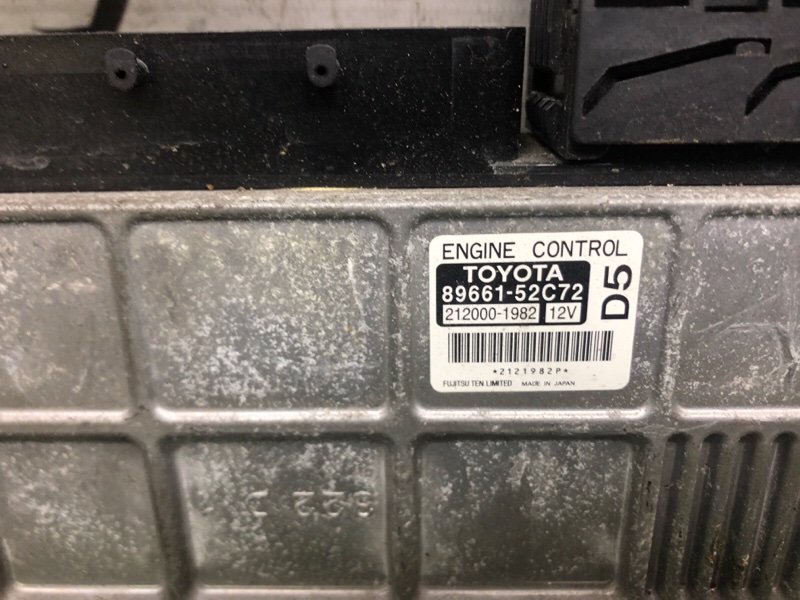 ENGINE CONTROL
TOYOTA
89661-52C72
212000-1982 12V
D5
*2121982P*
FUJITSU TEN LIMITED MADE IN JAPAN